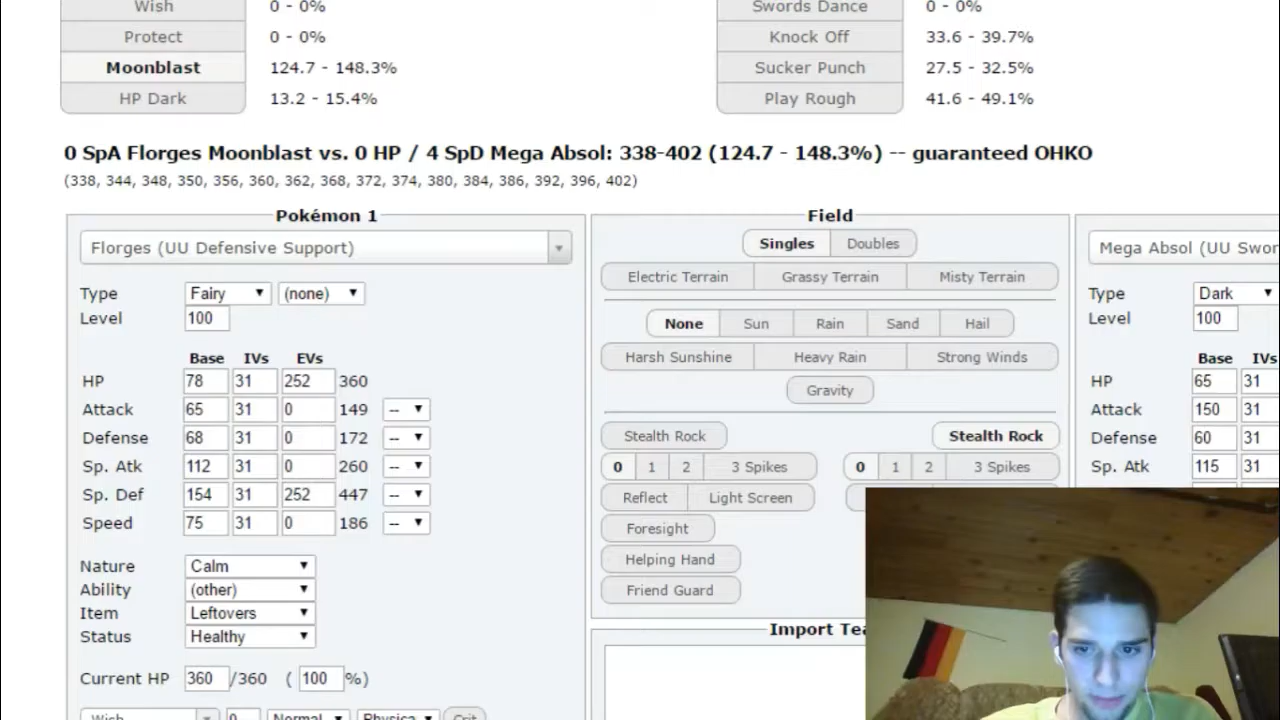 Wish 0 - 0% Swords Dance 0 - 0%
Protect 0 - 0% Knock Off 33.6 - 39.7%
Moonblast 124.7 - 148.3% Sucker Punch 27.5 - 32.5%
HP Dark 13.2 - 15.4% Play Rough 41.6 - 49.1%
0 SpA Florges Moonblast vs. 0 HP / 4 SpD Mega Absol: 338-402 (124.7 - 148.3%) -- guaranteed OHKO
(338, 344, 348, 350, 356, 360, 362, 368, 372, 374, 380, 384, 386, 392, 396, 402)
Pokémon 1
Florges (UU Defensive Support)
Type Fairy (none)
Level 100
Base IVs EVs
HP 78 31 252 360
Attack 65 31 0 149 --
Defense 68 31 0 172 --
Sp. Atk 112 31 0 260 --
Sp. Def 154 31 252 447 --
Speed 75 31 0 186 --
Nature Calm
Ability (other)
Item Leftovers
Status Healthy
Current HP 360 /360 ( 100 %)
Wish 0 Normal Physica Crit
Field
Singles Doubles
Electric Terrain Grassy Terrain Misty Terrain
None Sun Rain Sand Hail
Harsh Sunshine Heavy Rain Strong Winds
Gravity
Stealth Rock Stealth Rock
0 1 2 3 Spikes 0 1 2 3 Spikes
Reflect Light Screen
Foresight
Helping Hand
Friend Guard
Import Tea
Mega Absol (UU Swor
Type Dark
Level 100
Base IVs
HP 65 31
Attack 150 31
Defense 60 31
Sp. Atk 115 31